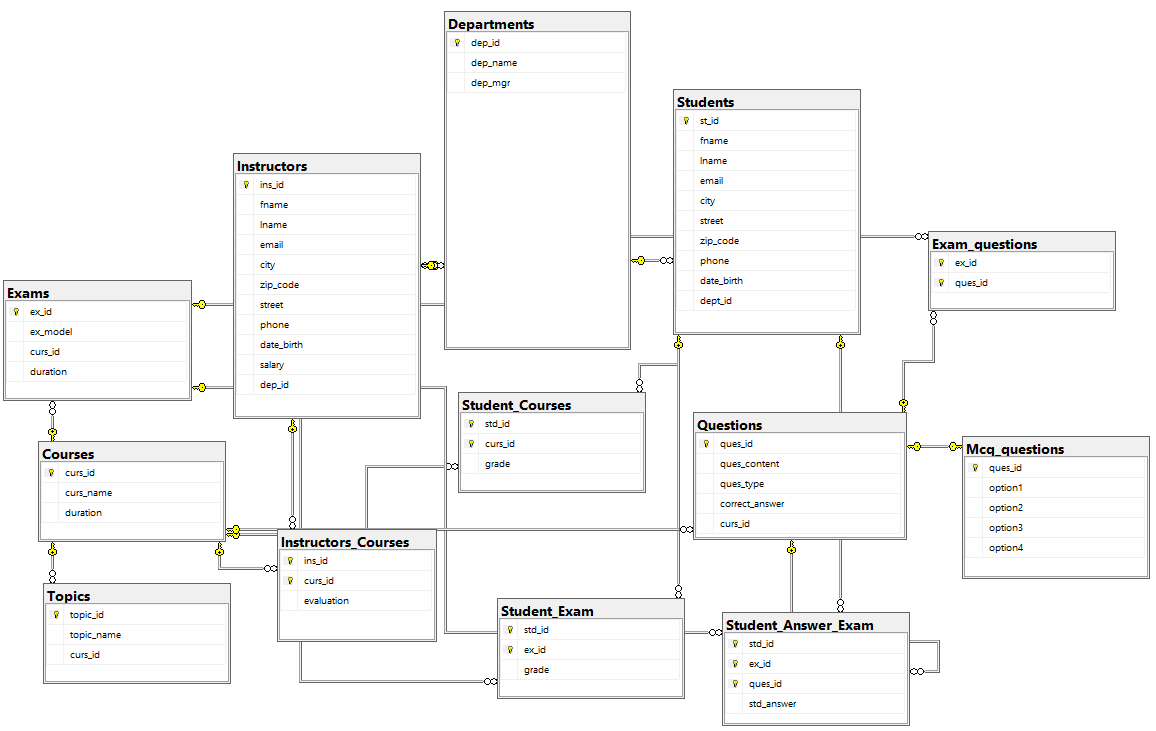 Departments
dep_id
dep_name
dep_mgr
Students
st_id
fname
lname
email
city
street
zip_code
phone
date_birth
dept_id
Instructors
ins_id
fname
lname
email
city
zip_code
street
phone
date_birth
salary
dep_id
Exam_questions
ex_id
ques_id
Exams
ex_id
ex_model
curs_id
duration
Student_Courses
std_id
curs_id
grade
Questions
ques_id
ques_content
ques_type
correct_answer
curs_id
Mcq_questions
ques_id
option1
option2
option3
option4
Courses
curs_id
curs_name
duration
Instructors_Courses
ins_id
curs_id
evaluation
Topics
topic_id
topic_name
curs_id
Student_Exam
std_id
ex_id
grade
Student_Answer_Exam
std_id
ex_id
ques_id
std_answer